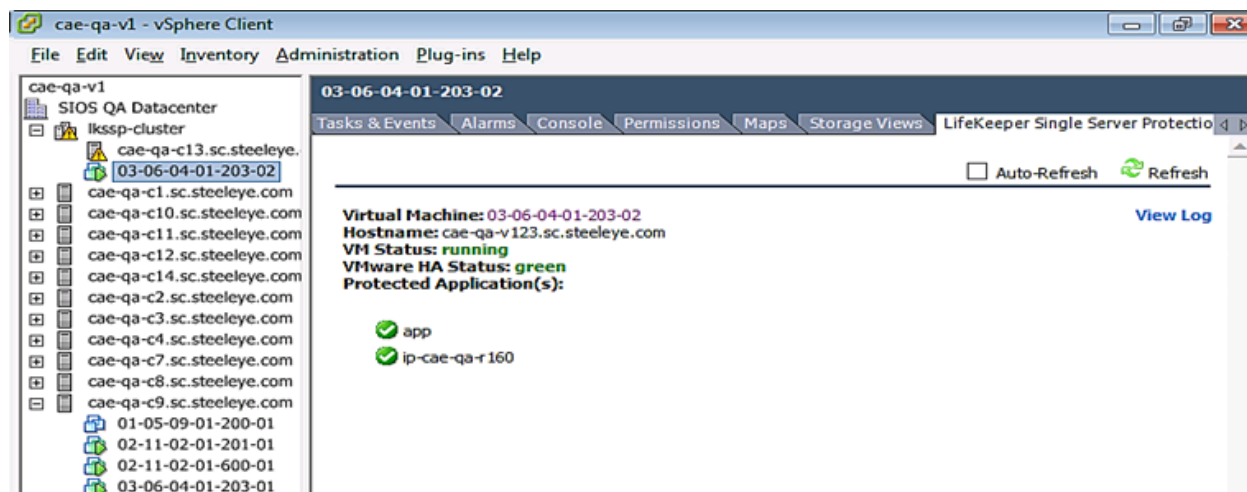 cae-qa-v1 - vSphere Client
File Edit View Inventory Administration Plug-ins Help
cae-qa-v1
SIOS QA Datacenter
lkssp-cluster
cae-qa-c13.sc.steeleye.
03-06-04-01-203-02
cae-qa-c1.sc.steeleye.com
cae-qa-c10.sc.steeleye.com
cae-qa-c11.sc.steeleye.com
cae-qa-c12.sc.steeleye.com
cae-qa-c14.sc.steeleye.com
cae-qa-c2.sc.steeleye.com
cae-qa-c3.sc.steeleye.com
cae-qa-c4.sc.steeleye.com
cae-qa-c7.sc.steeleye.com
cae-qa-c8.sc.steeleye.com
cae-qa-c9.sc.steeleye.com
01-05-09-01-200-01
02-11-02-01-201-01
02-11-02-01-600-01
03-06-04-01-203-01
03-06-04-01-203-02
Tasks & Events Alarms Console Permissions Maps Storage Views LifeKeeper Single Server Protectio
Auto-Refresh Refresh
Virtual Machine: 03-06-04-01-203-02 View Log
Hostname: cae-qa-v123.sc.steeleye.com
VM Status: running
VMware HA Status: green
Protected Application(s):
app
ip-cae-qa-r160